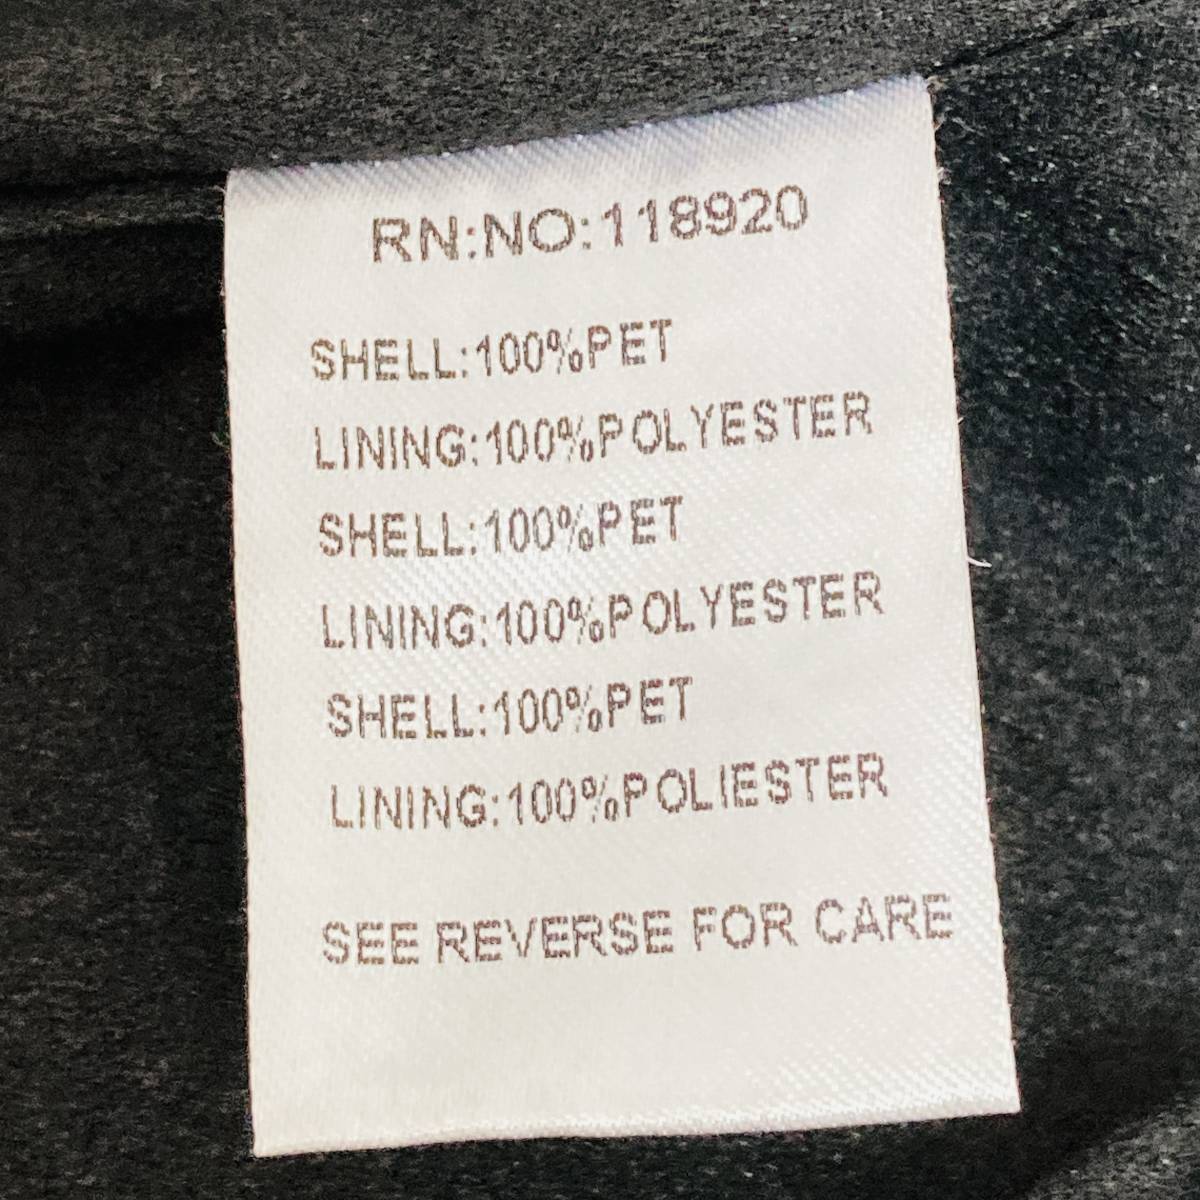 RN:NO:118920
SHELL:100%PET
LINING:100%POLYESTER
SHELL:100%PET
LINING:100%POLYESTER
SHELL:100%PET
LINING:100%POLIESTER
SEE REVERSE FOR CARE